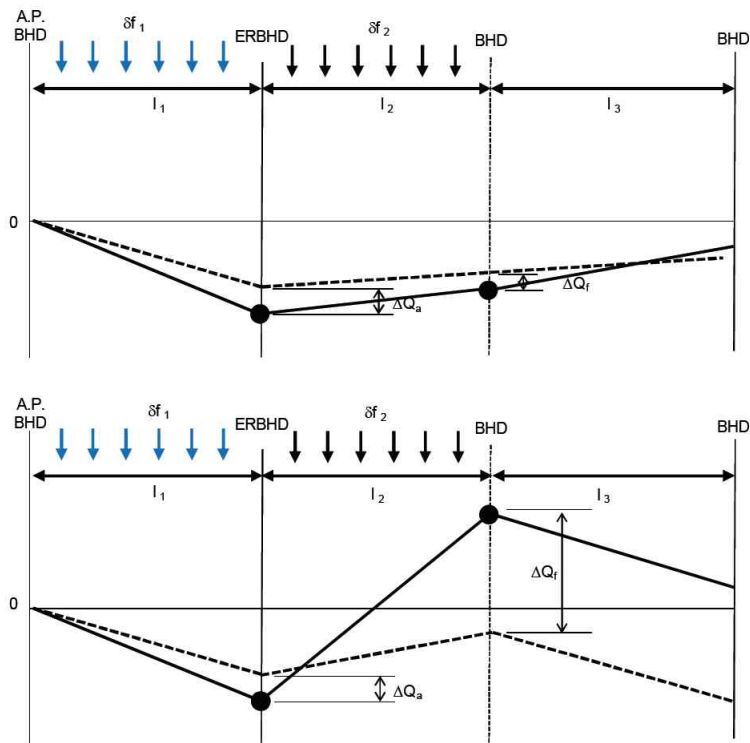 A.P.
BHD
δf 1
ERBHD
δf 2
BHD
BHD
l 1
l 2
l 3
0
ΔQa
ΔQf
A.P.
BHD
δf 1
ERBHD
δf 2
BHD
BHD
l 1
l 2
l 3
ΔQf
0
ΔQa